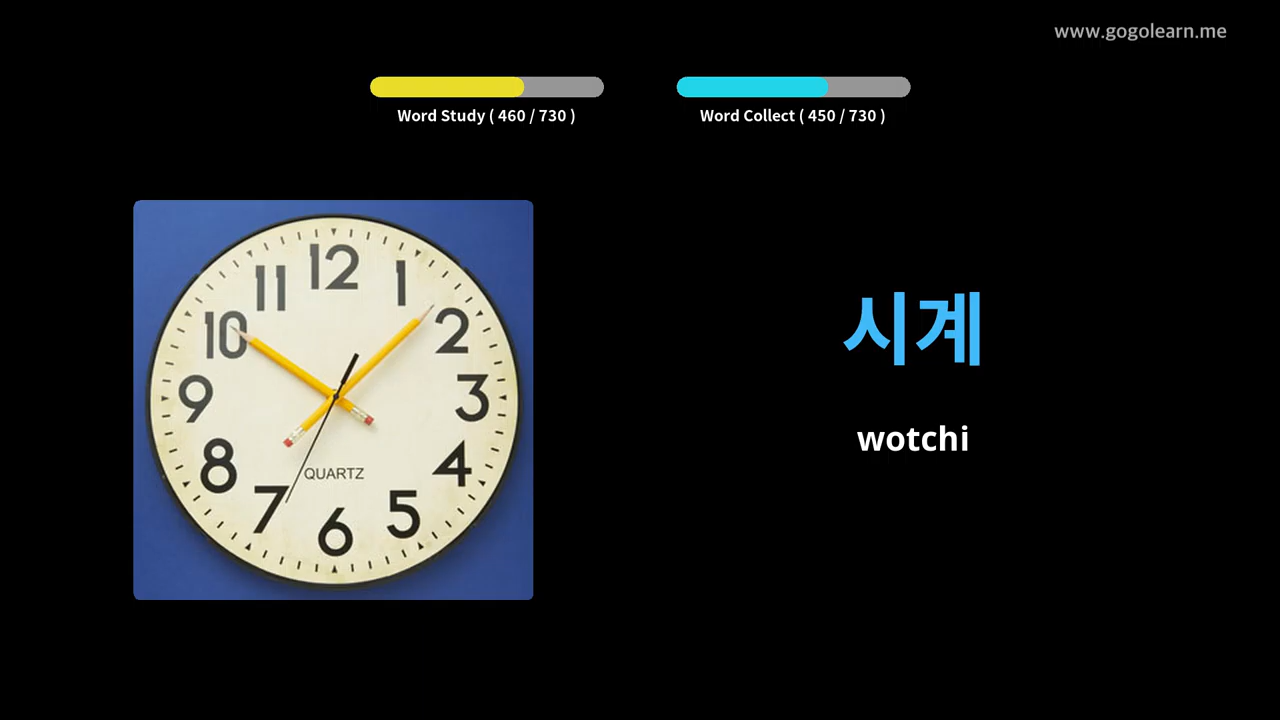 www.gogolearn.me
Word Study ( 460 / 730 )
Word Collect ( 450 / 730 )
12
11
1
10
2
9
3
8
4
QUARTZ
7
5
6
시계
wotchi